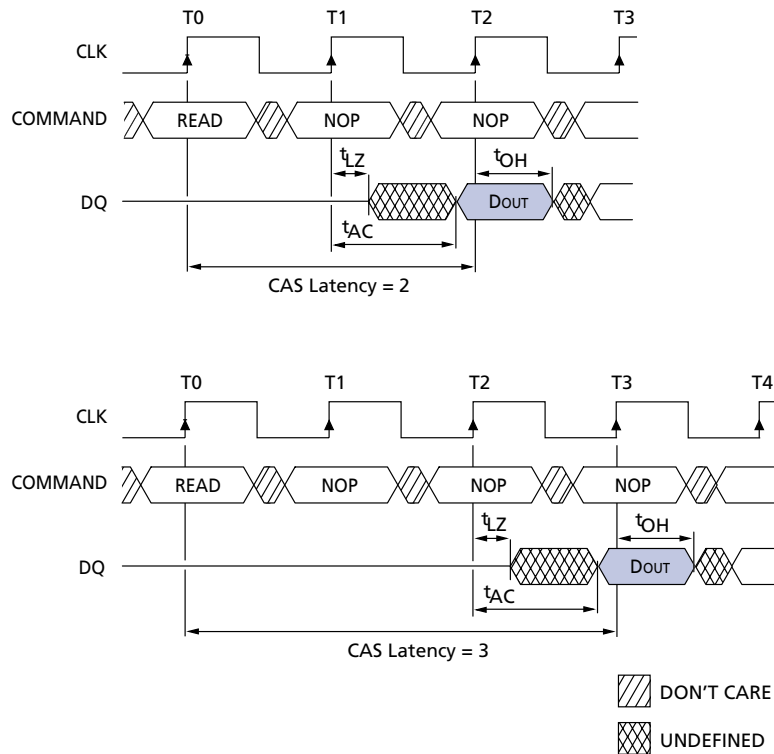 T0 T1 T2 T3
CLK
COMMAND READ NOP NOP
tLZ tOH
DQ DOUT
tAC
CAS Latency = 2
T0 T1 T2 T3 T4
CLK
COMMAND READ NOP NOP NOP
tLZ tOH
DQ DOUT
tAC
CAS Latency = 3
DON'T CARE
UNDEFINED